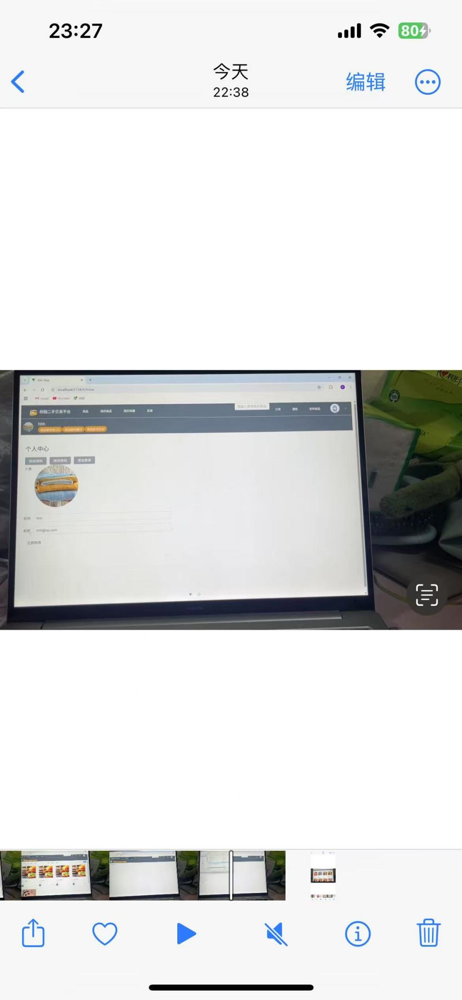 23:27
80
今天
22:38
编辑
Vite App
localhost:5174/#/mine
Gmail
YouTube
地图
校园二手交易平台
商品
我的商品
我的收藏
足迹
请输入要搜索的商品
订单
通知
发布商品
hhh
个人中心
修改资料
修改密码
退出登录
头像
昵称
hhh
邮箱
hhh@qq.com
立即修改